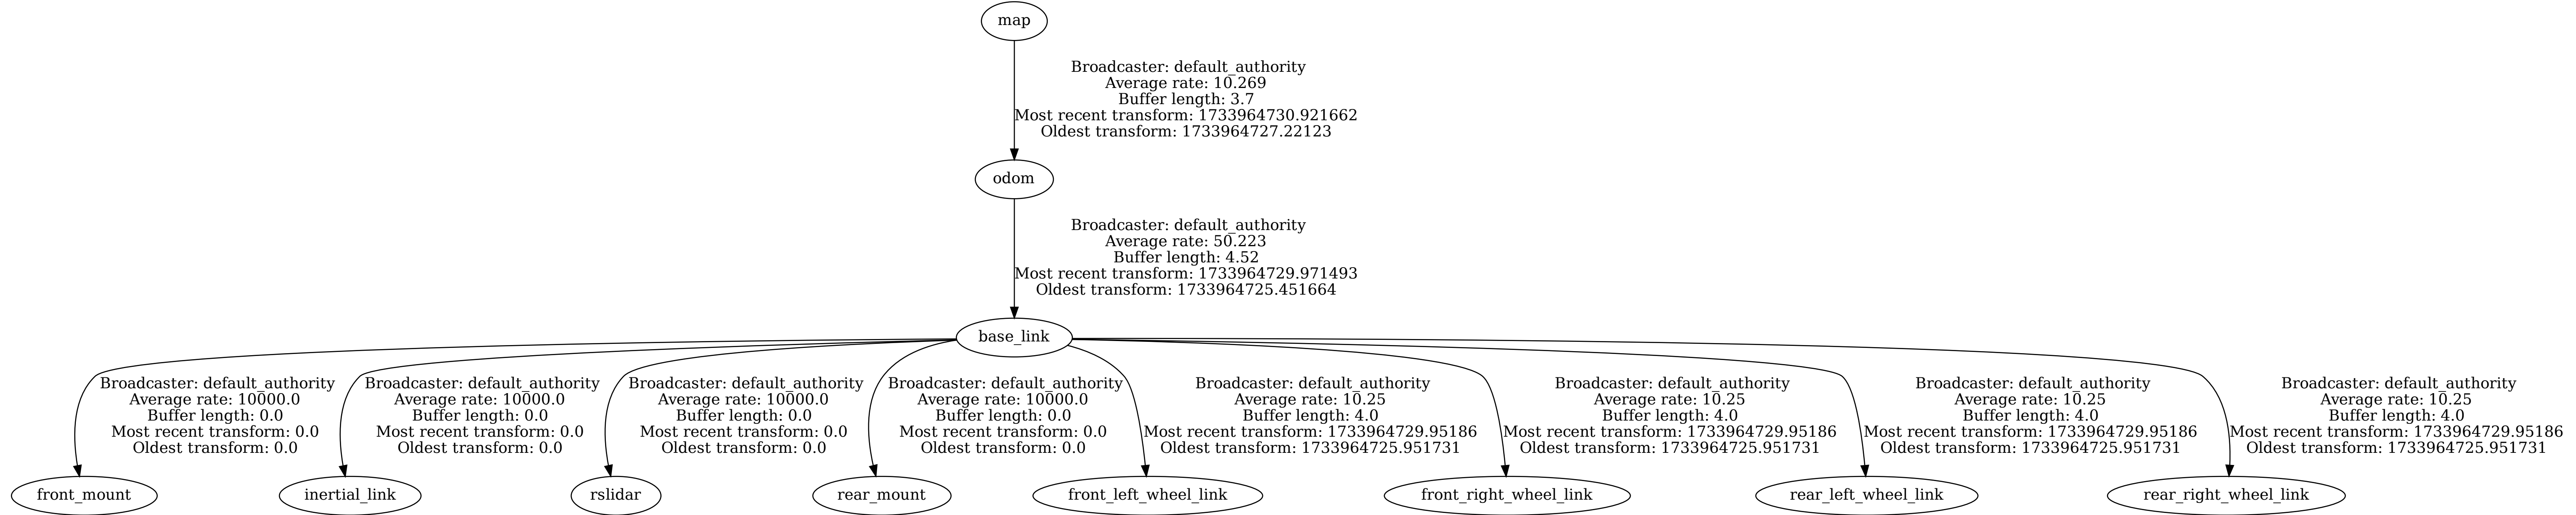 map
Broadcaster: default_authority
Average rate: 10.269
Buffer length: 3.7
Most recent transform: 1733964730.921662
Oldest transform: 1733964727.22123
odom
Broadcaster: default_authority
Average rate: 50.223
Buffer length: 4.52
Most recent transform: 1733964729.971493
Oldest transform: 1733964725.451664
base_link
Broadcaster: default_authority
Average rate: 10000.0
Buffer length: 0.0
Most recent transform: 0.0
Oldest transform: 0.0
Broadcaster: default_authority
Average rate: 10000.0
Buffer length: 0.0
Most recent transform: 0.0
Oldest transform: 0.0
Broadcaster: default_authority
Average rate: 10000.0
Buffer length: 0.0
Most recent transform: 0.0
Oldest transform: 0.0
Broadcaster: default_authority
Average rate: 10000.0
Buffer length: 0.0
Most recent transform: 0.0
Oldest transform: 0.0
Broadcaster: default_authority
Average rate: 10.25
Buffer length: 4.0
Most recent transform: 1733964729.95186
Oldest transform: 1733964725.951731
Broadcaster: default_authority
Average rate: 10.25
Buffer length: 4.0
Most recent transform: 1733964729.95186
Oldest transform: 1733964725.951731
Broadcaster: default_authority
Average rate: 10.25
Buffer length: 4.0
Most recent transform: 1733964729.95186
Oldest transform: 1733964725.951731
Broadcaster: default_authority
Average rate: 10.25
Buffer length: 4.0
Most recent transform: 1733964729.95186
Oldest transform: 1733964725.951731
front_mount
inertial_link
rslidar
rear_mount
front_left_wheel_link
front_right_wheel_link
rear_left_wheel_link
rear_right_wheel_link